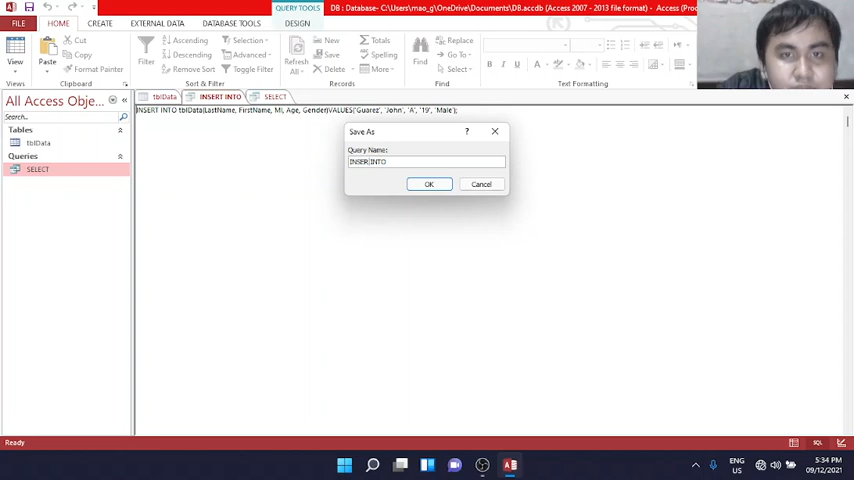 QUERY TOOLS
DB : Database- C:\Users\mao_g\OneDrive\Documents\DB.accdb (Access 2007 - 2013 file format) - Access (Proc
FILE HOME CREATE EXTERNAL DATA DATABASE TOOLS DESIGN
Cut
Copy
Format Painter
View
Paste
Filter
Ascending
Descending
Remove Sort
Selection
Advanced
Toggle Filter
Refresh
All
New
Save
Delete
Totals
Spelling
More
Find
Replace
Go To
Select
B I U A
Views Clipboard Sort & Filter Records Find Text Formatting
All Access Obje...
Search...
Tables
tblData
Queries
SELECT
tblData INSERT INTO SELECT
INSERT INTO tblData(LastName, FirstName, MI, Age, Gender)VALUES('Guarez', 'John', 'A', '19', 'Male');
Save As
Query Name:
INSER INTO
OK Cancel
Ready
SQL
ENG
US
5:34 PM
09/12/2021